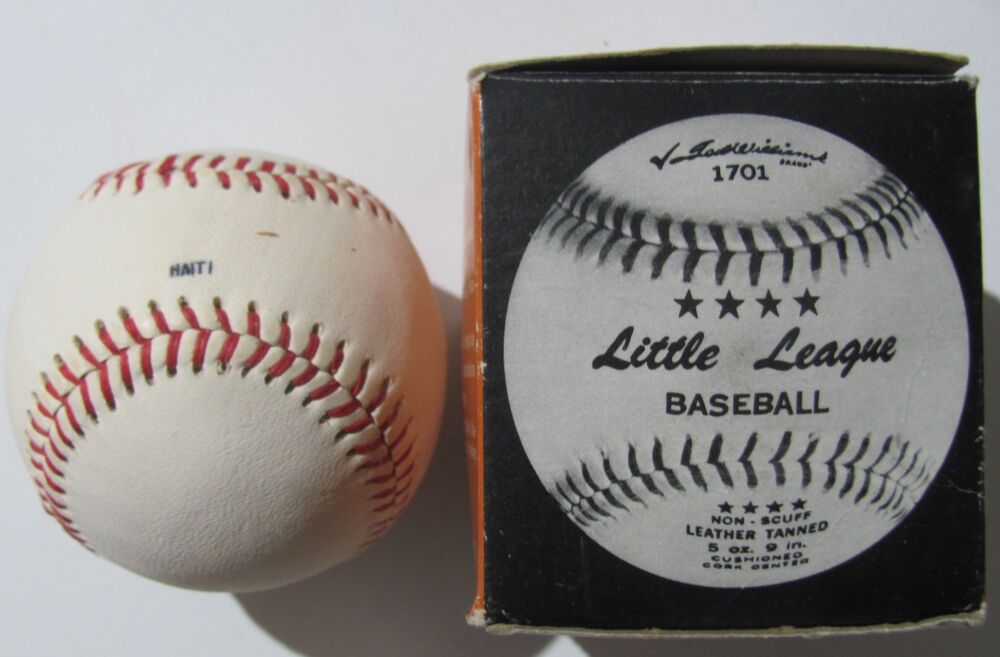 HAITI
Ted Williams
BRAND
1701
★ ★ ★ ★
Little League
BASEBALL
★ ★ ★ ★
NON-SCUFF
LEATHER TANNED
5 oz. 9 in.
CUSHIONED
CORK CENTER